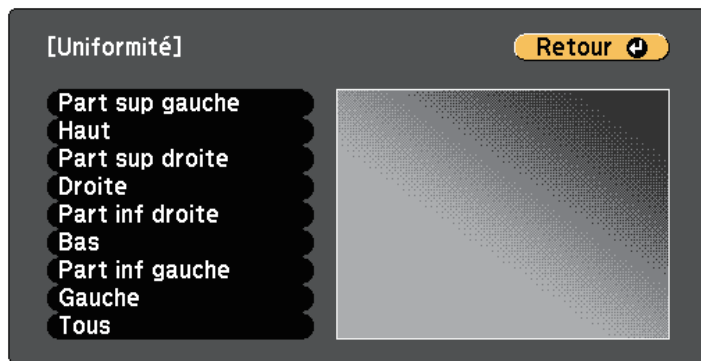 [Uniformité]
Retour
Part sup gauche
Haut
Part sup droite
Droite
Part inf droite
Bas
Part inf gauche
Gauche
Tous